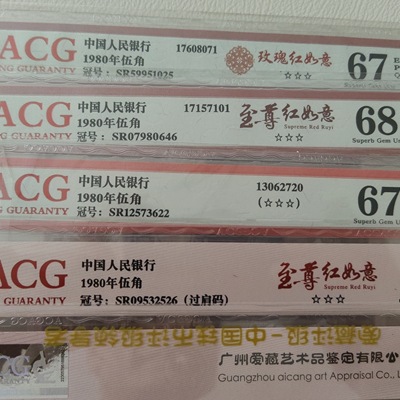 ACG
中国人民银行 17608071 玫瑰红如意 67
1980年伍角 ☆☆☆
GUARANTY 冠号：SR59951025
ACG
中国人民银行 17157101 至尊红如意 68
1980年伍角 Supreme Red Ruyi
NG GUARANTY 冠号：SR07980646 ☆☆☆ Superb Gem
ACG
中国人民银行 13062720 67
1980年伍角 (☆☆☆)
GUARANTY 冠号：SR12573622 Superb Gem
ACG
中国人民银行 至尊红如意
1980年伍角 Supreme Red Ruyi
GUARANTY 冠号：SR09532526（过肩码） ☆☆☆
广州爱藏艺术品鉴定有限公
Guangzhou aicang art Appraisal Co., L